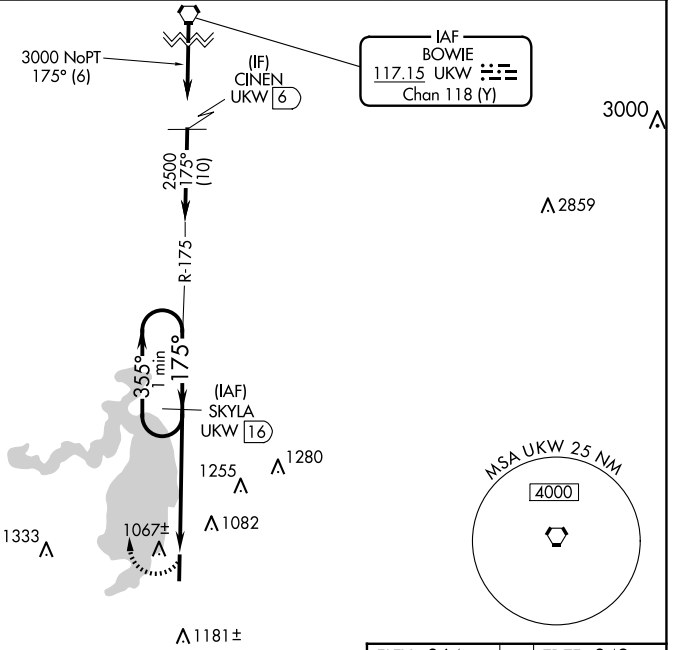 3000 NoPT
175° (6)
(IF)
CINEN
UKW 6
IAF
BOWIE
117.15 UKW
Chan 118 (Y)
3000
2859
2500
175°
(10)
R-175
355°
1 min
175°
(IAF)
SKYLA
UKW 16
1255
1280
1333
1067±
1082
1181±
MSA UKW 25 NM
4000